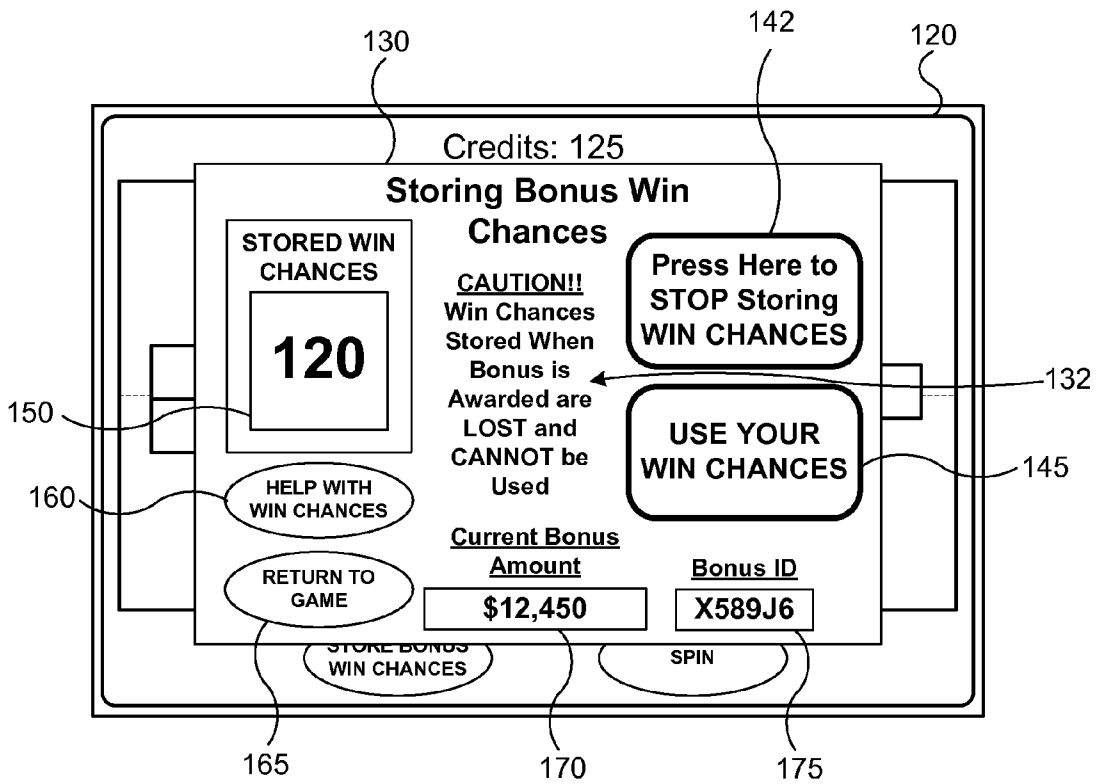 142
130
120
Credits: 125
Storing Bonus Win
Chances
STORED WIN
CHANCES
120
CAUTION!!
Win Chances
Stored When
Bonus is
Awarded are
LOST and
CANNOT be
Used
Press Here to
STOP Storing
WIN CHANCES
132
150
USE YOUR
WIN CHANCES
145
160
HELP WITH
WIN CHANCES
Current Bonus
Amount
$12,450
Bonus ID
X589J6
RETURN TO
GAME
STORE BONUS
WIN CHANCES
SPIN
165
170
175